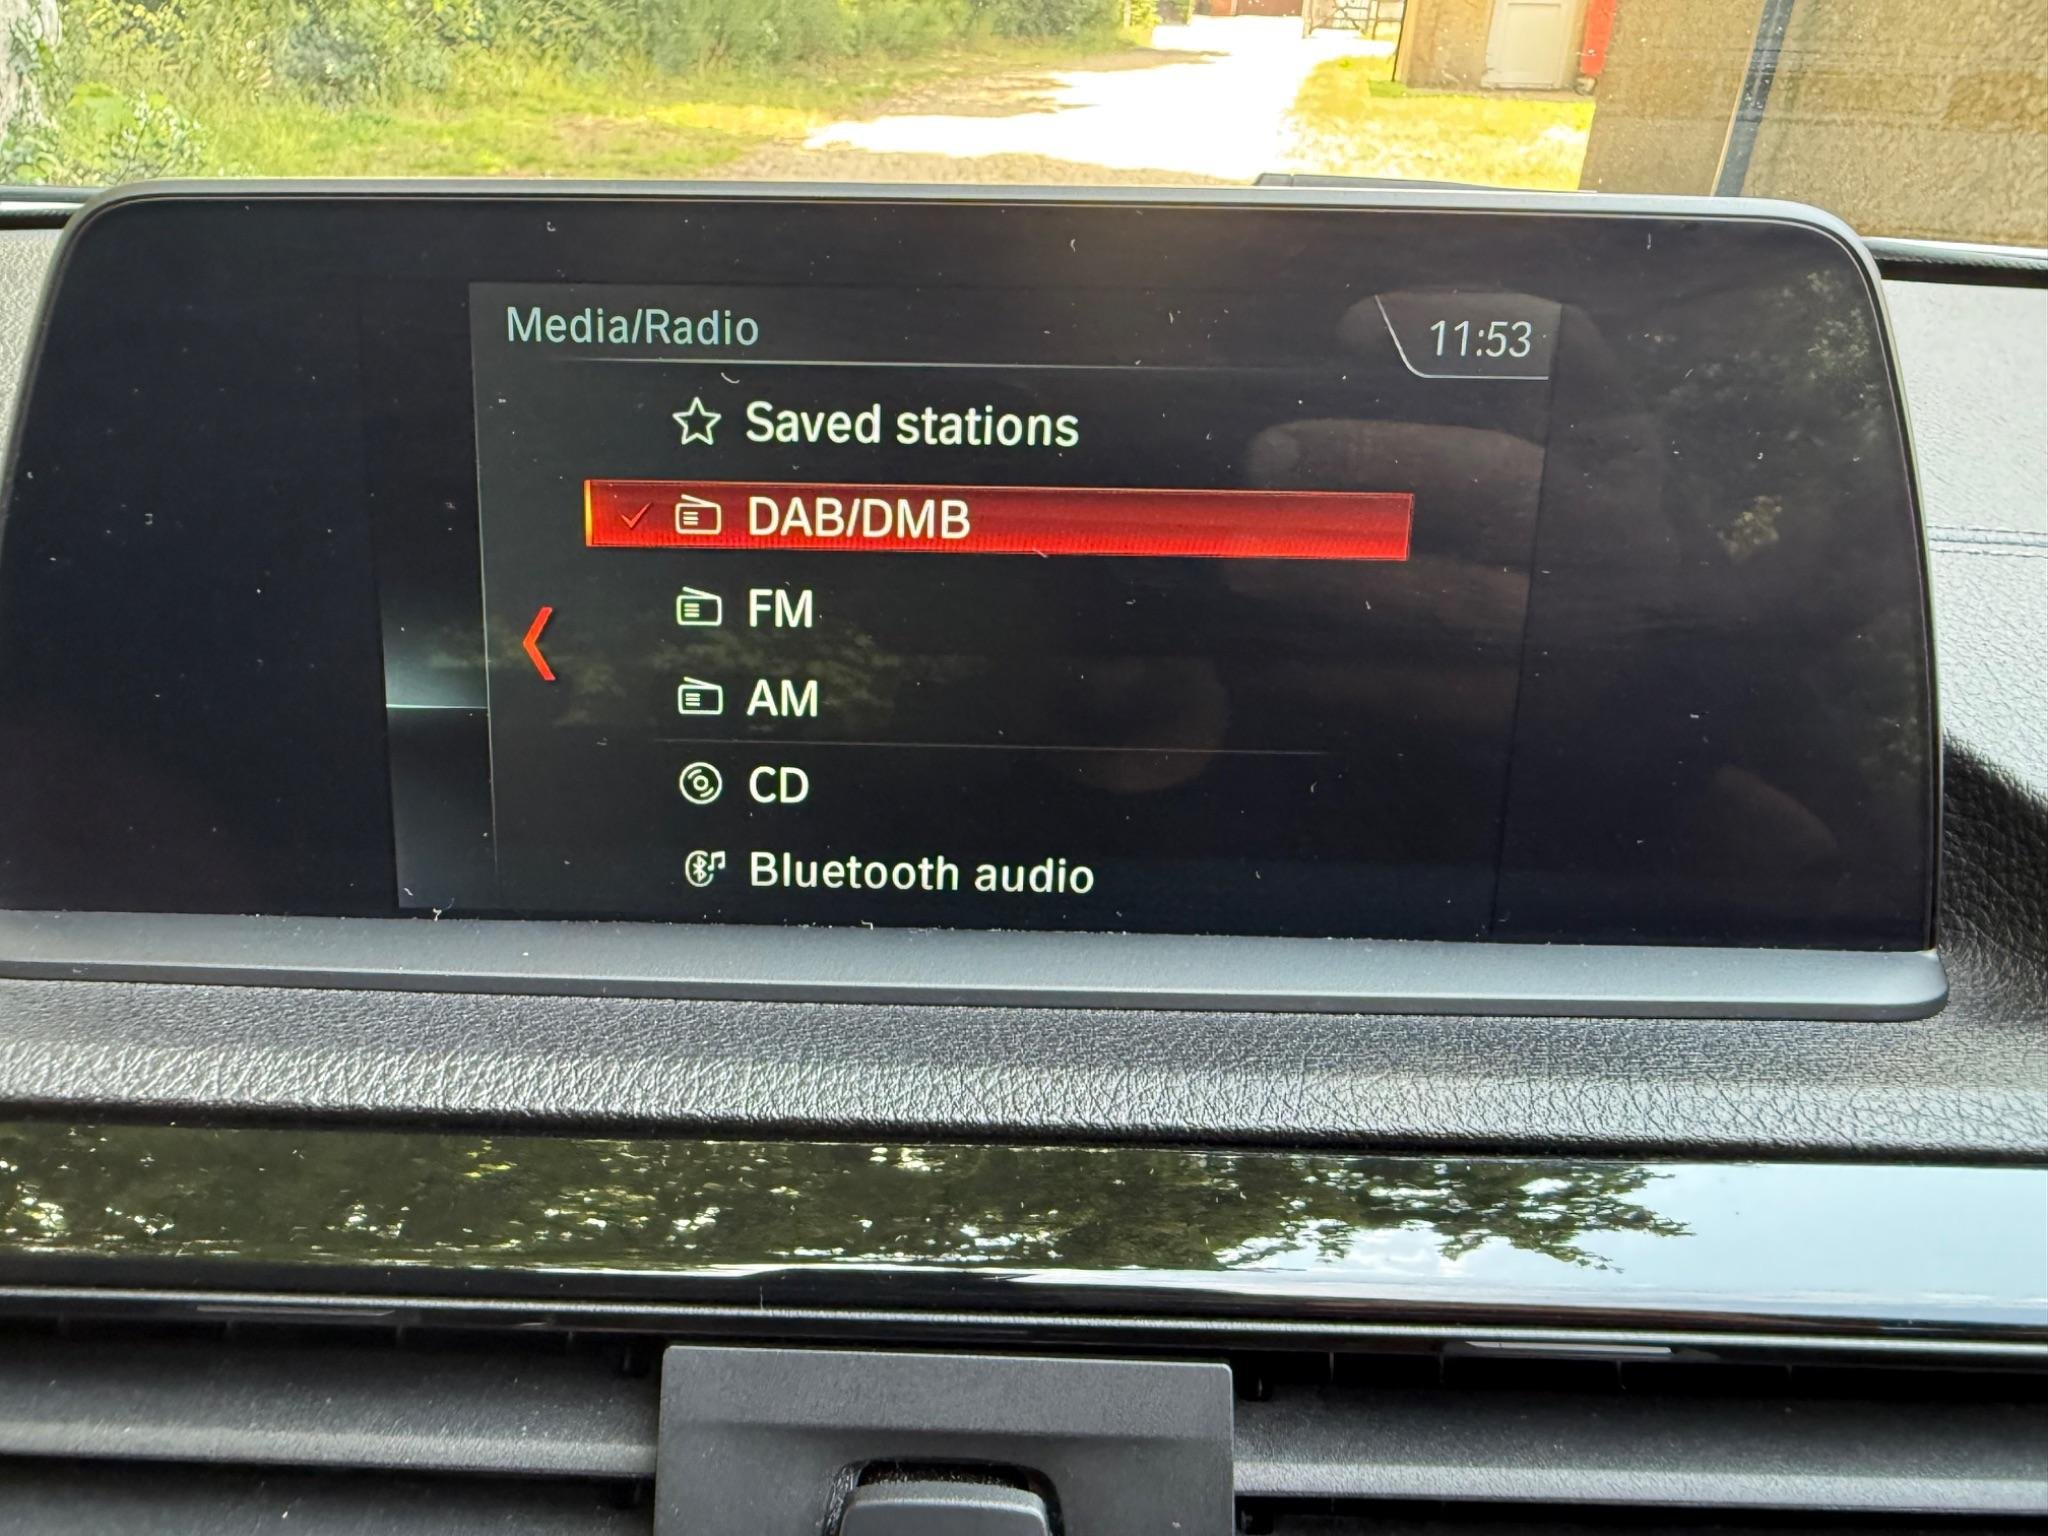 Media/Radio
11:53
Saved stations
DAB/DMB
FM
AM
CD
Bluetooth audio